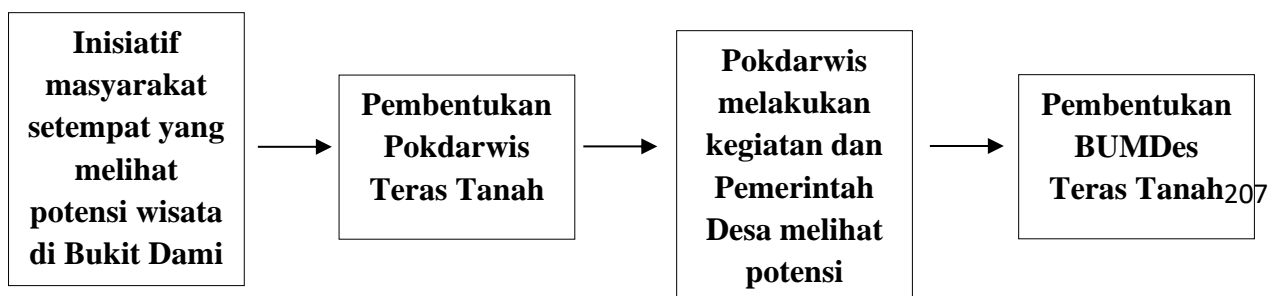 Inisiatif
masyarakat
setempat yang
melihat
potensi wisata
di Bukit Dami
Pembentukan
Pokdarwis
Teras Tanah
Pokdarwis
melakukan
kegiatan dan
Pemerintah
Desa melihat
potensi
Pembentukan
BUMDes
Teras Tanah
207